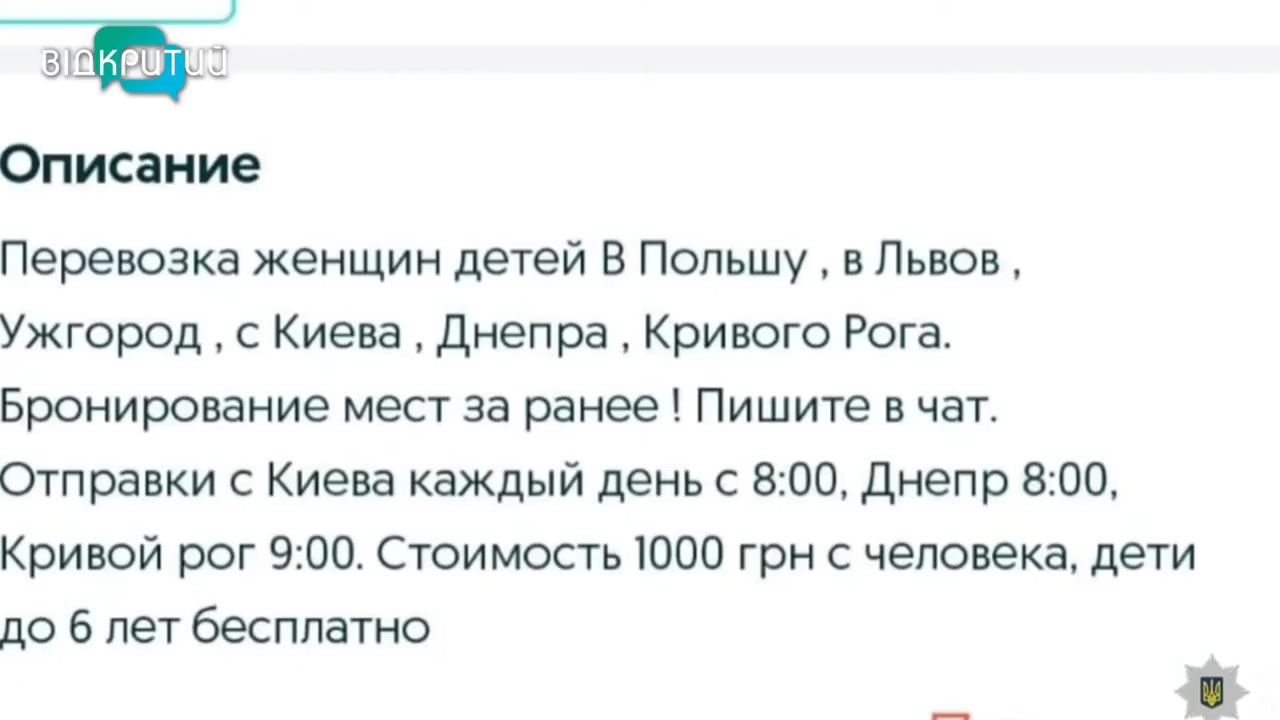 ВІДКРИТИЙ
Описание
Перевозка женщин детей В Польшу , в Львов ,
Ужгород , с Киева , Днепра , Кривого Рога.
Бронирование мест за ранее ! Пишите в чат.
Отправки с Киева каждый день с 8:00, Днепр 8:00,
Кривой рог 9:00. Стоимость 1000 грн с человека, дети
до 6 лет бесплатно